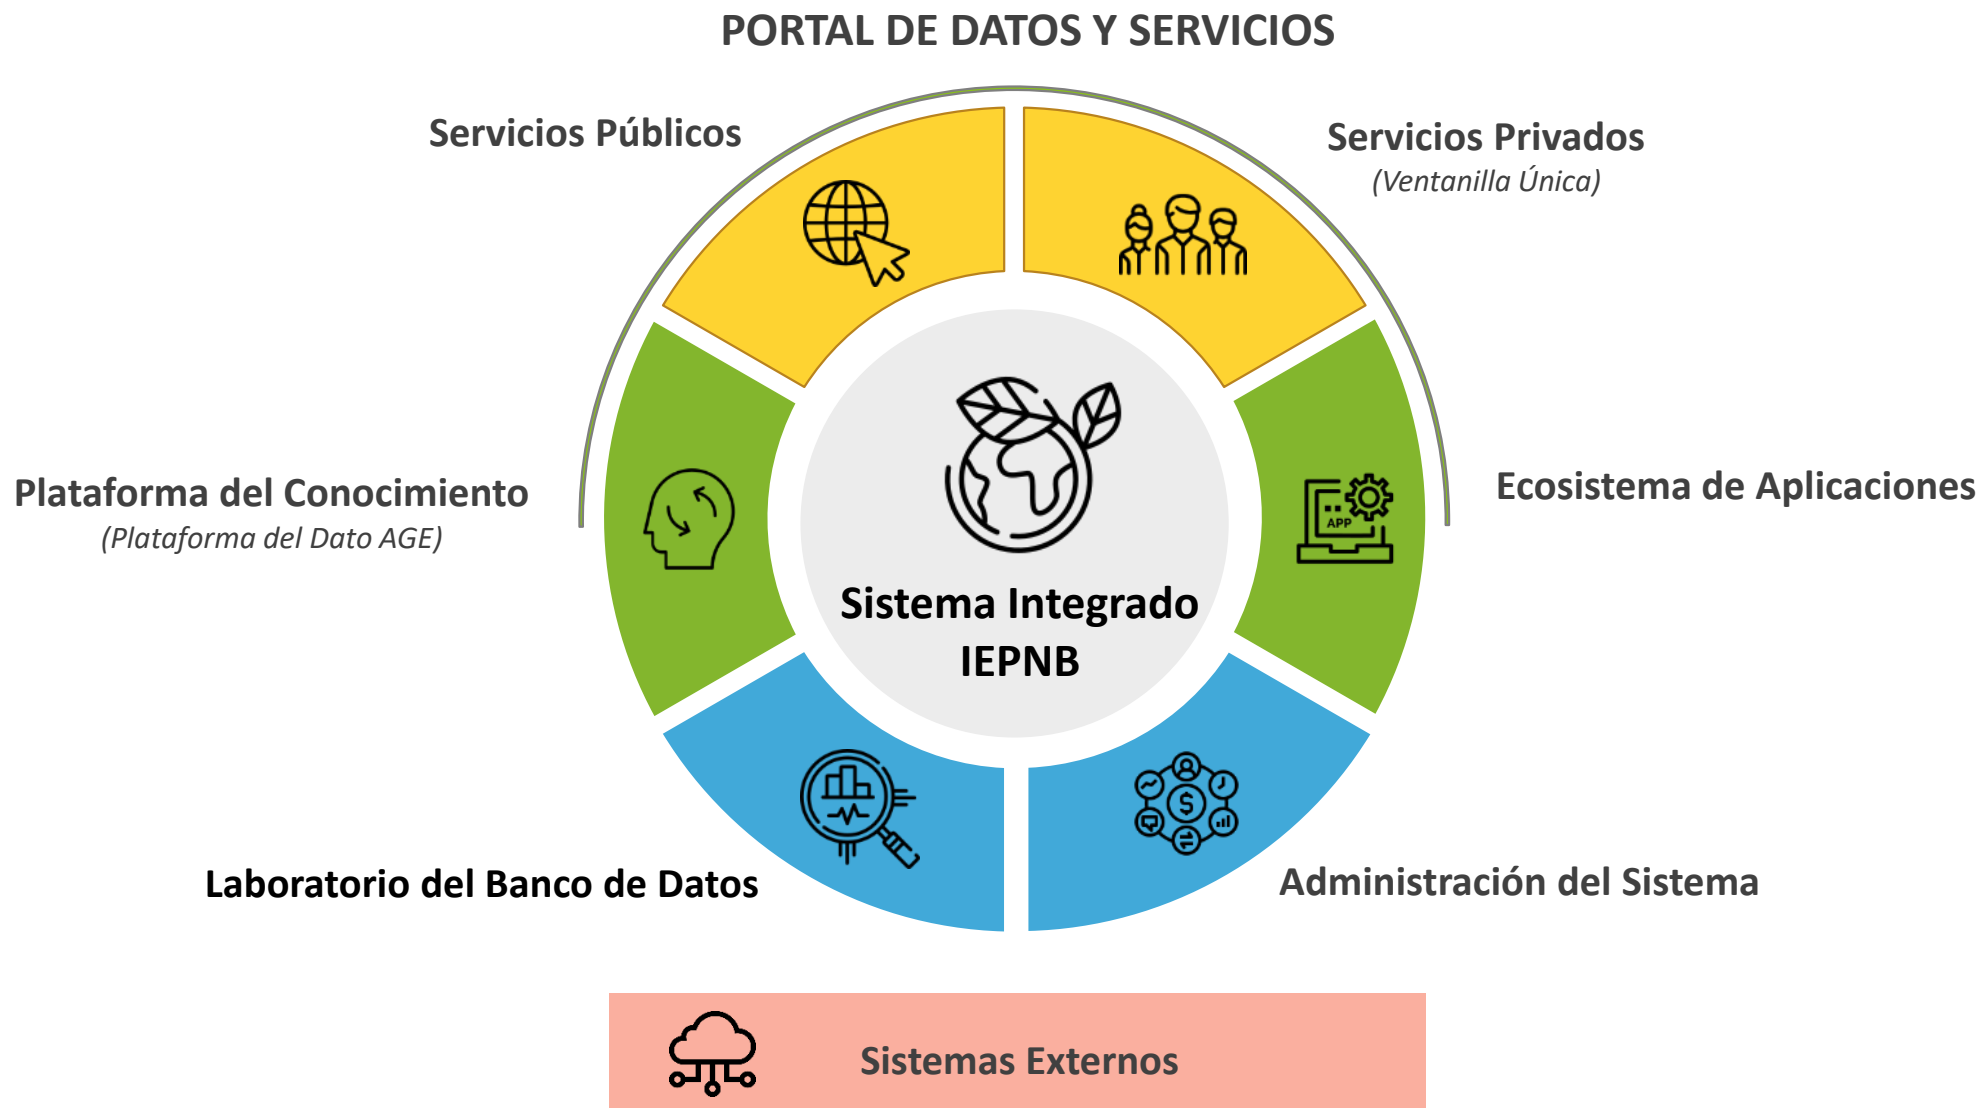 PORTAL DE DATOS Y SERVICIOS
Servicios Públicos
Servicios Privados
(Ventanilla Única)
Plataforma del Conocimiento
(Plataforma del Dato AGE)
Ecosistema de Aplicaciones
APP
Sistema Integrado
IEPNB
Laboratorio del Banco de Datos
Administración del Sistema
Sistemas Externos